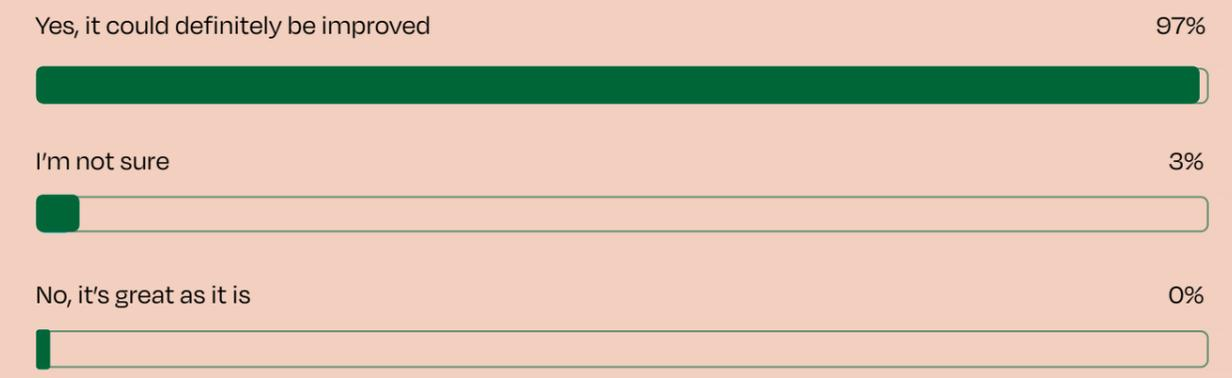 Yes, it could definitely be improved 97%
I'm not sure 3%
No, it's great as it is 0%